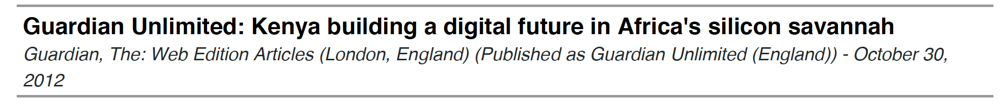 Guardian Unlimited: Kenya building a digital future in Africa's silicon savannah
Guardian, The: Web Edition Articles (London, England) (Published as Guardian Unlimited (England)) - October 30,
2012